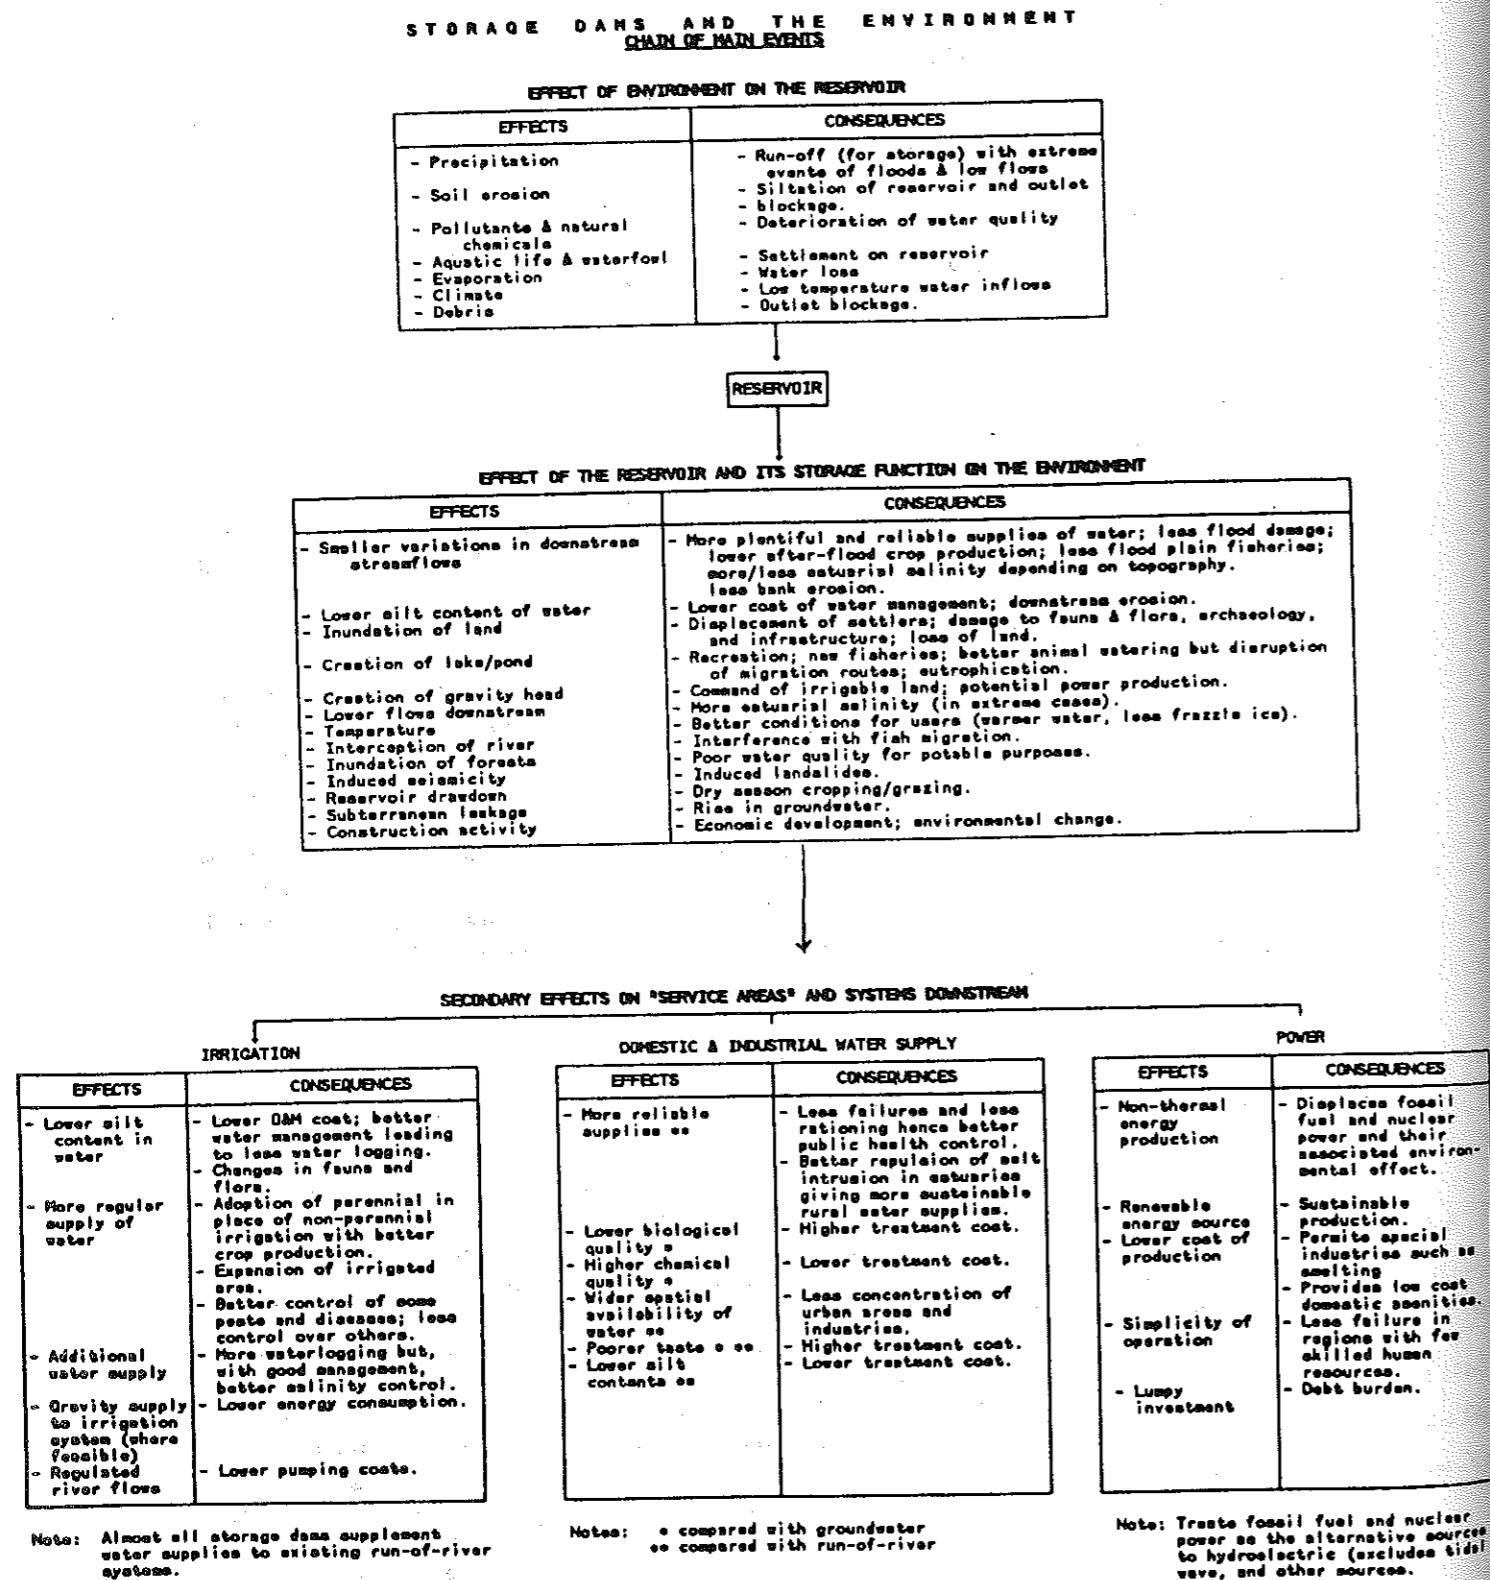 STORAGE DAMS AND THE ENVIRONMENT
CHAIN OF MAIN EVENTS
EFFECT OF ENVIRONMENT ON THE RESERVOIR
EFFECTS
- Precipitation
- Soil erosion
- Pollutants & natural
chemicals
- Aquatic life & waterfowl
- Evaporation
- Climate
- Debris
CONSEQUENCES
- Run-off (for storage) with extreme
events of floods & low flows
- Siltation of reservoir and outlet
- blockage.
- Deterioration of water quality
- Settlement on reservoir
- Water loss
- Low temperature water inflows
- Outlet blockage.
RESERVOIR
EFFECT OF THE RESERVOIR AND ITS STORAGE FUNCTION ON THE ENVIRONMENT
EFFECTS
- Smaller variations in downstream
streamflows
- Lower silt content of water
- Inundation of land
- Creation of lake/pond
- Creation of gravity head
- Lower flows downstream
- Temperature
- Interception of river
- Inundation of forests
- Induced seismicity
- Reservoir drawdown
- Subterranean leakage
- Construction activity
CONSEQUENCES
- More plentiful and reliable supplies of water; less flood damage;
lower after-flood crop production; less flood plain fisheries;
more/less estuarial salinity depending on topography.
less bank erosion.
- Lower cost of water management; downstream erosion.
- Displacement of settlers; damage to fauna & flora, archaeology,
and infrastructure; loss of land.
- Recreation; new fisheries; better animal watering but disruption
of migration routes; eutrophication.
- Command of irrigable land; potential power production.
- More estuarial salinity (in extreme cases).
- Better conditions for users (warmer water, less frazzle ice).
- Interference with fish migration.
- Poor water quality for potable purposes.
- Induced landslides.
- Dry season cropping/grazing.
- Rise in groundwater.
- Economic development; environmental change.
SECONDARY EFFECTS ON "SERVICE AREAS" AND SYSTEMS DOWNSTREAM
IRRIGATION
EFFECTS
- Lower silt
content in
water
- More regular
supply of
water
- Additional
water supply
- Gravity supply
to irrigation
system (where
feasible)
- Regulated
river flows
CONSEQUENCES
- Lower O&M cost; better
water management leading
to less water logging.
- Changes in fauna and
flora.
- Adoption of perennial in
place of non-perennial
irrigation with better
crop production.
- Expansion of irrigated
area.
- Better control of some
pests and diseases; less
control over others.
- More waterlogging but,
with good management,
better salinity control.
- Lower energy consumption.
- Lower pumping costs.
Note: Almost all storage dams supplement
water supplies to existing run-of-river
systems.
DOMESTIC & INDUSTRIAL WATER SUPPLY
EFFECTS
- More reliable
supplies **
- Lower biological
quality *
- Higher chemical
quality *
- Wider spatial
availability of
water **
- Poorer taste * **
- Lower silt
contents **
CONSEQUENCES
- Less failures and less
rationing hence better
public health control.
- Better repulsion of salt
intrusion in estuaries
giving more sustainable
rural water supplies.
- Higher treatment cost.
- Lower treatment cost.
- Less concentration of
urban areas and
industries.
- Higher treatment cost.
- Lower treatment cost.
Notes: * compared with groundwater
** compared with run-of-river
POWER
EFFECTS
- Non-thermal
energy
production
- Renewable
energy source
- Lower cost of
production
- Simplicity of
operation
- Lumpy
investment
CONSEQUENCES
- Displaces fossil
fuel and nuclear
power and their
associated environ-
mental effect.
- Sustainable
production.
- Permits special
industries such as
smelting
- Provides low cost
domestic amenities.
- Less failure in
regions with few
skilled human
resources.
- Debt burden.
Note: Treats fossil fuel and nuclear
power as the alternative sources
to hydroelectric (excludes tidal
wave, and other sources.